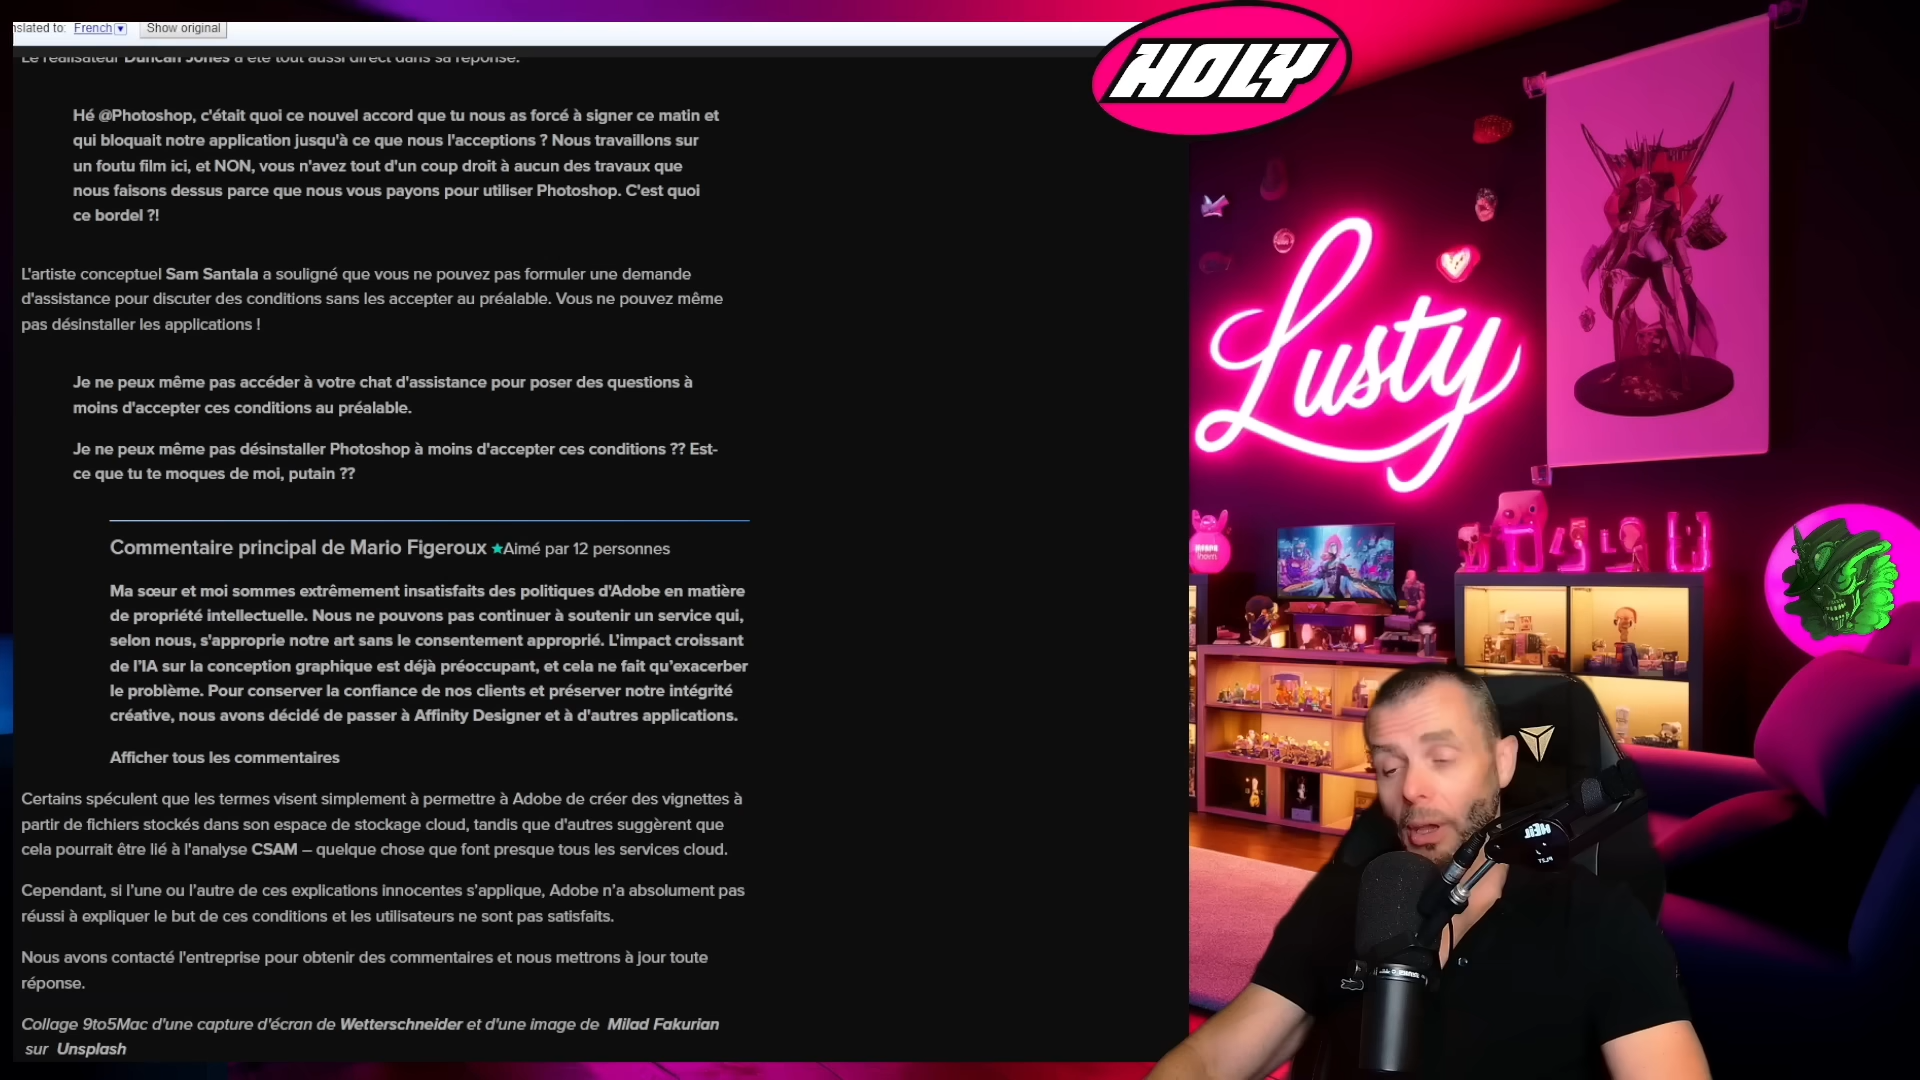 nslated to: French Show original
Le réalisateur Duncan Jones a été tout aussi direct dans sa réponse.
HOLY
Hé @Photoshop, c'était quoi ce nouvel accord que tu nous as forcé à signer ce matin et
qui bloquait notre application jusqu'à ce que nous l'acceptions ? Nous travaillons sur
un foutu film ici, et NON, vous n'avez tout d'un coup droit à aucun des travaux que
nous faisons dessus parce que nous vous payons pour utiliser Photoshop. C'est quoi
ce bordel ?!
L'artiste conceptuel Sam Santala a souligné que vous ne pouvez pas formuler une demande
d'assistance pour discuter des conditions sans les accepter au préalable. Vous ne pouvez même
pas désinstaller les applications !
Lusty
Je ne peux même pas accéder à votre chat d'assistance pour poser des questions à
moins d'accepter ces conditions au préalable.
Je ne peux même pas désinstaller Photoshop à moins d'accepter ces conditions ?? Est-
ce que tu te moques de moi, putain ??
Commentaire principal de Mario Figeroux ★Aimé par 12 personnes
Ma sœur et moi sommes extrêmement insatisfaits des politiques d'Adobe en matière
de propriété intellectuelle. Nous ne pouvons pas continuer à soutenir un service qui,
selon nous, s'approprie notre art sans le consentement approprié. L’impact croissant
de l’IA sur la conception graphique est déjà préoccupant, et cela ne fait qu’exacerber
le problème. Pour conserver la confiance de nos clients et préserver notre intégrité
créative, nous avons décidé de passer à Affinity Designer et à d'autres applications.
Afficher tous les commentaires
Certains spéculent que les termes visent simplement à permettre à Adobe de créer des vignettes à
partir de fichiers stockés dans son espace de stockage cloud, tandis que d'autres suggèrent que
cela pourrait être lié à l'analyse CSAM – quelque chose que font presque tous les services cloud.
Cependant, si l’une ou l’autre de ces explications innocentes s’applique, Adobe n’a absolument pas
réussi à expliquer le but de ces conditions et les utilisateurs ne sont pas satisfaits.
Nous avons contacté l'entreprise pour obtenir des commentaires et nous mettrons à jour toute
réponse.
Collage 9to5Mac d'une capture d'écran de Wetterschneider et d'une image de Milad Fakurian
sur Unsplash